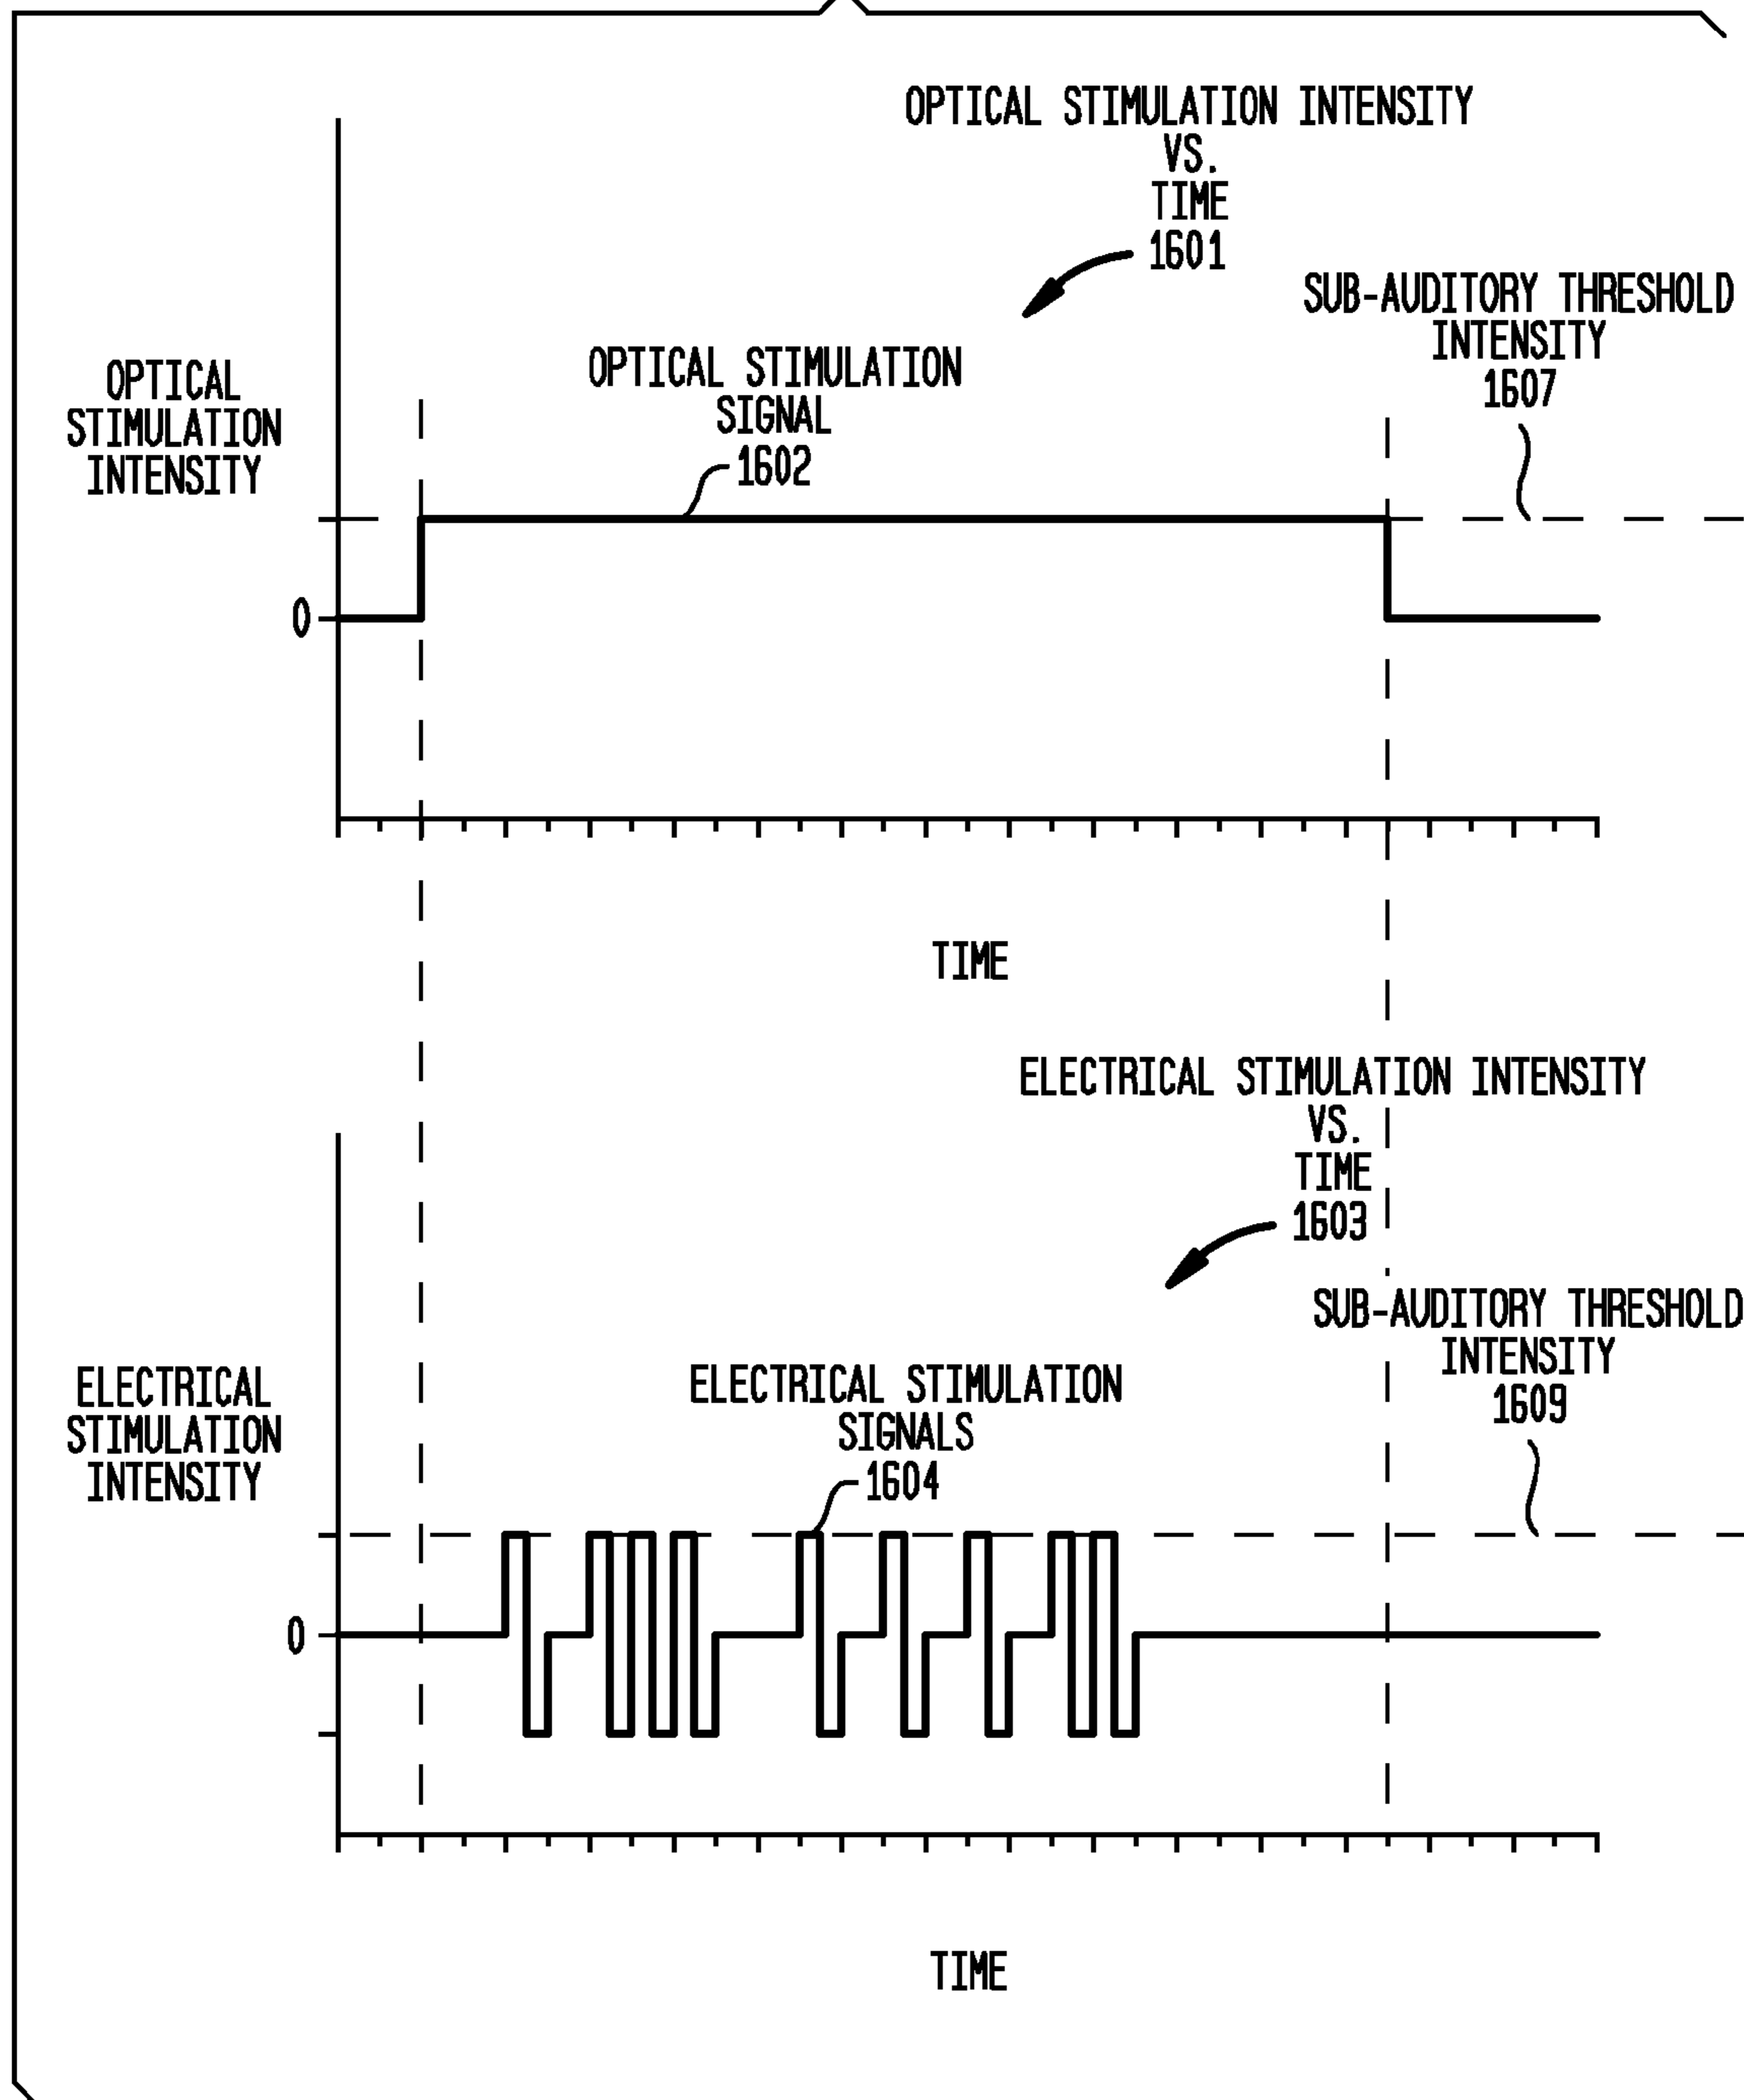 OPTICAL STIMULATION INTENSITY
VS.
TIME
1601
SUB-AUDITORY THRESHOLD
INTENSITY
1607
OPTICAL STIMULATION
SIGNAL
1602
OPTICAL
STIMULATION
INTENSITY
0
TIME
ELECTRICAL STIMULATION INTENSITY
VS.
TIME
1603
SUB-AUDITORY THRESHOLD
INTENSITY
1609
ELECTRICAL STIMULATION
SIGNALS
1604
ELECTRICAL
STIMULATION
INTENSITY
0
TIME